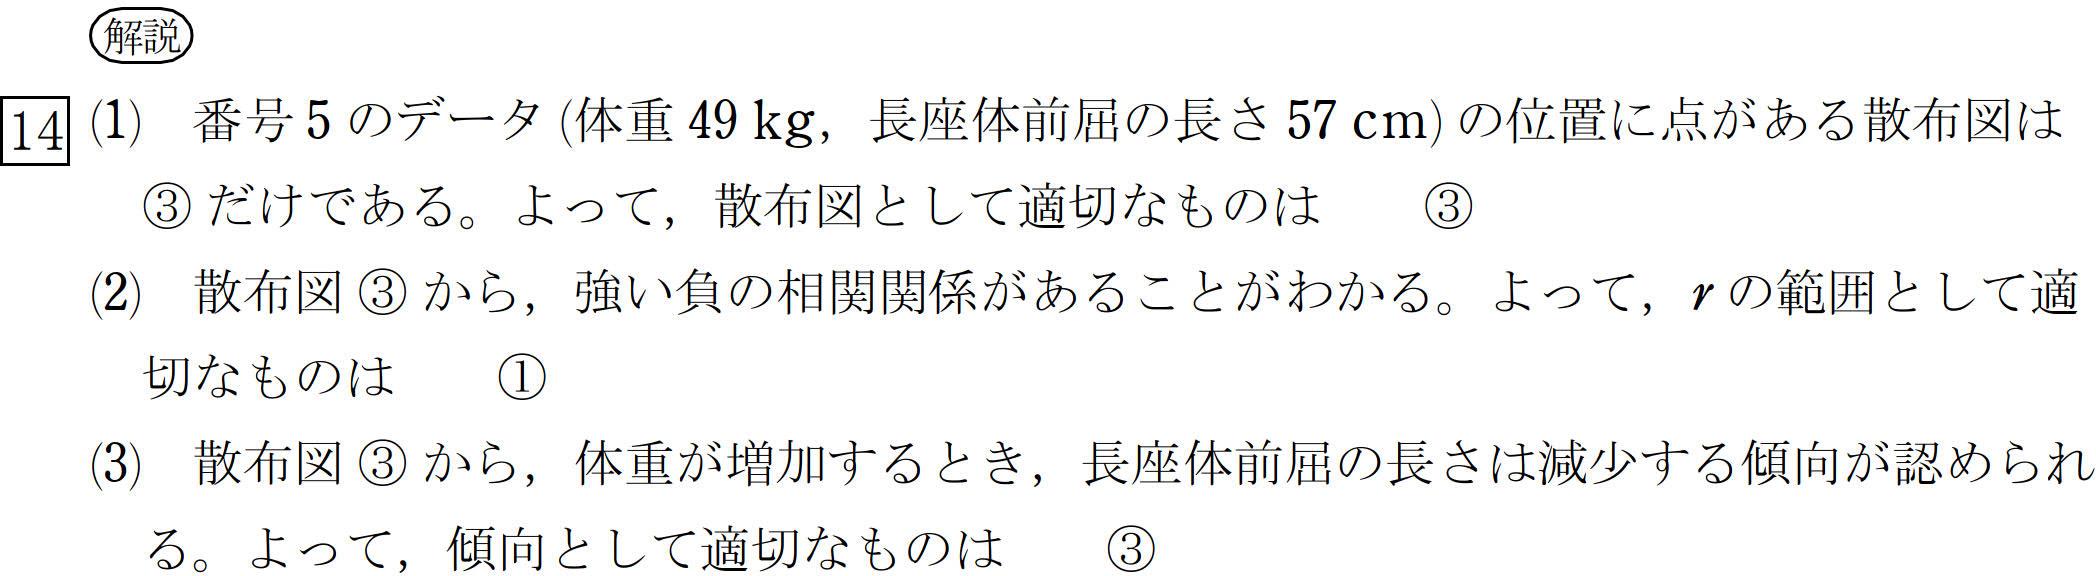 解説
14 (1) 番号 5 のデータ (体重 49 kg, 長座体前屈の長さ 57 cm) の位置に点がある散布図は
③ だけである。よって，散布図として適切なものは ③
(2) 散布図 ③ から，強い負の相関関係があることがわかる。よって，r の範囲として適
切なものは ①
(3) 散布図 ③ から，体重が増加するとき，長座体前屈の長さは減少する傾向が認められ
る。よって，傾向として適切なものは ③